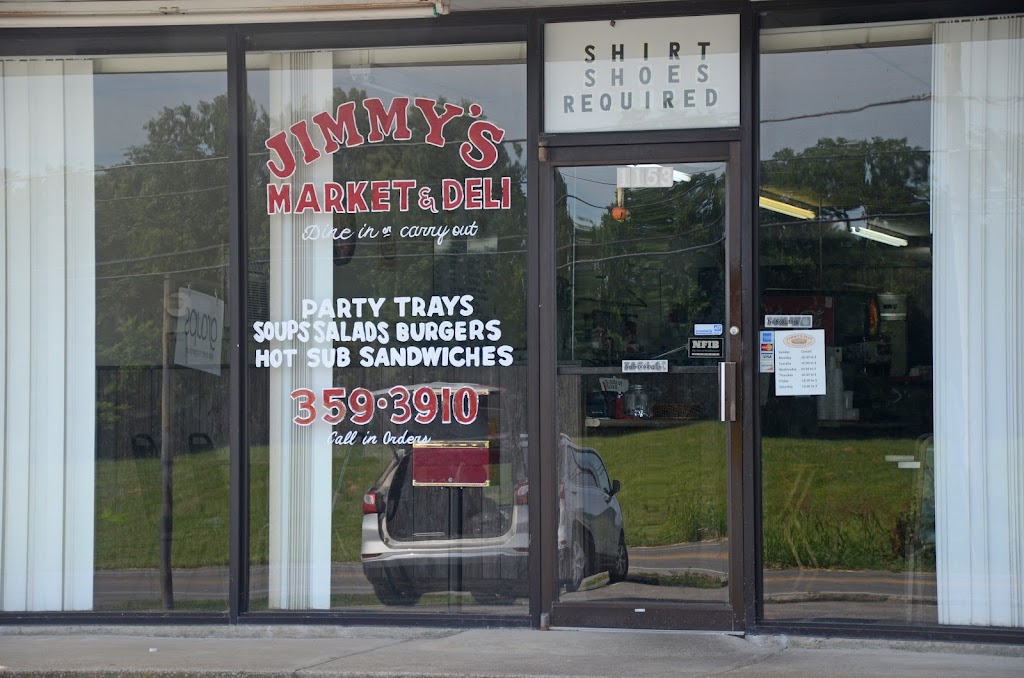 SHIRT
SHOES
REQUIRED
1153
JIMMY'S
MARKET & DELI
Dine in or carry out
PARTY TRAYS
SOUPS SALADS BURGERS
HOT SUB SANDWICHES
359·3910
Call in Orders
NFIB